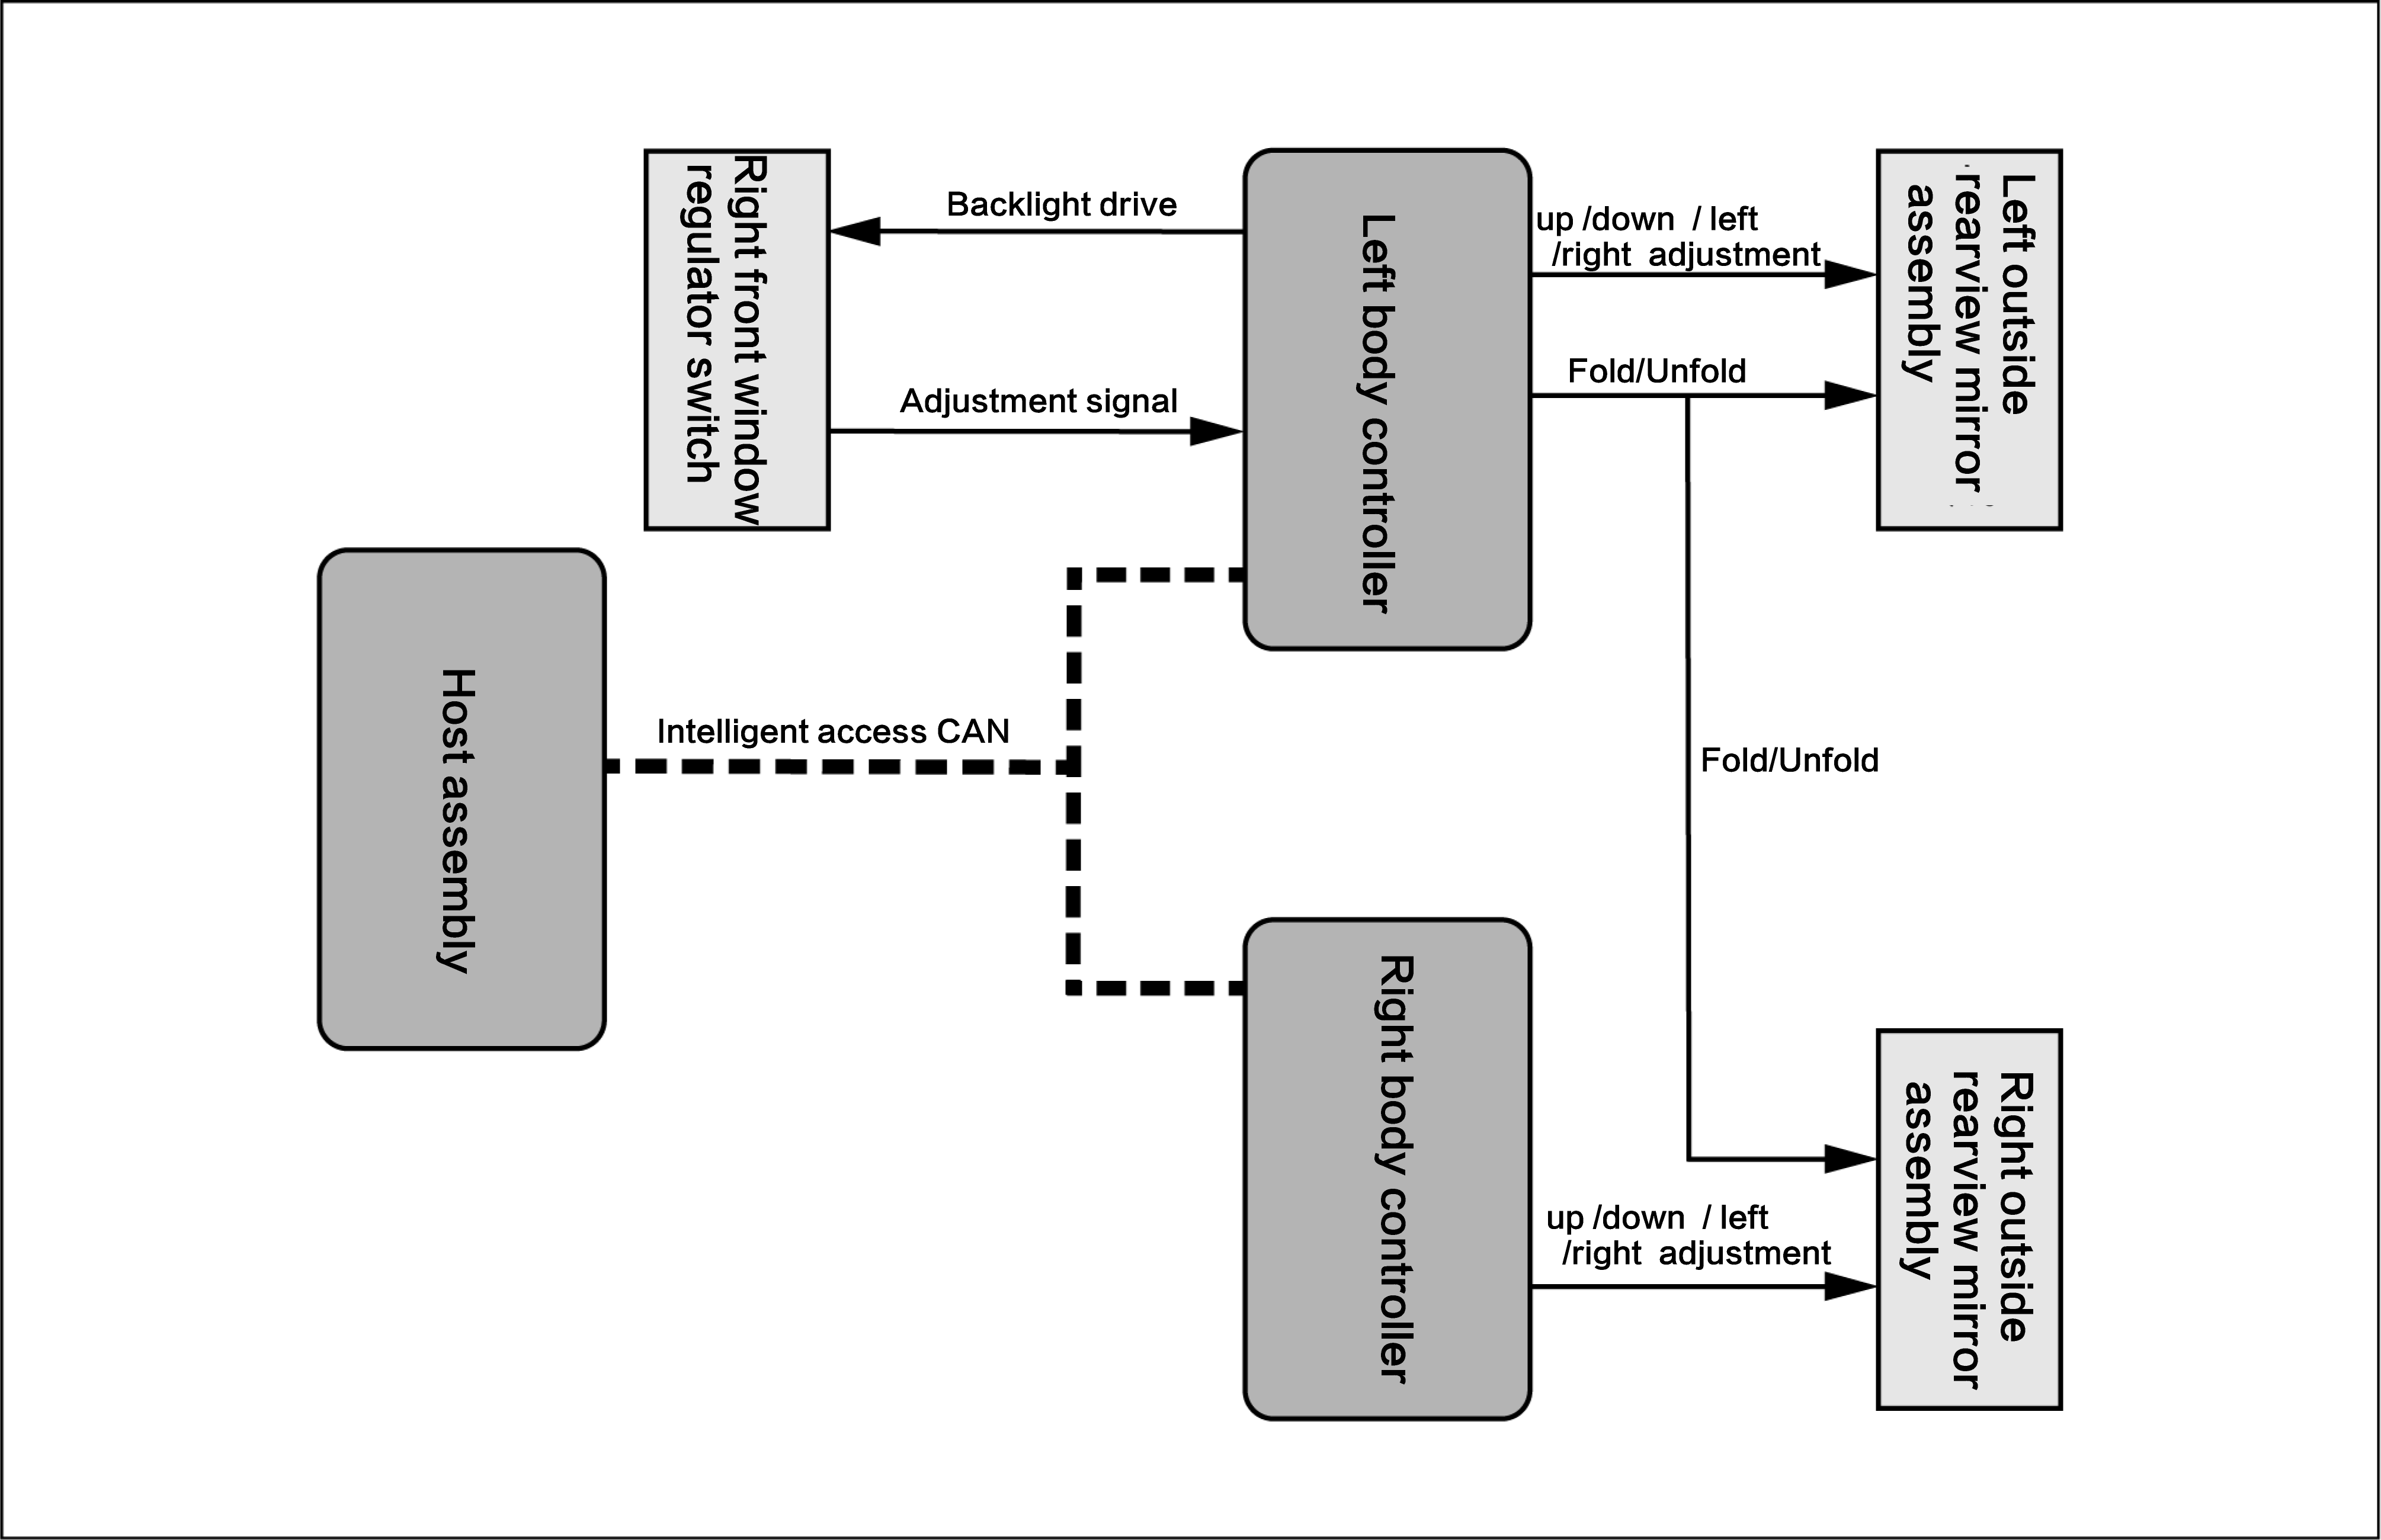 Right front window
regulator switch
Backlight drive
Adjustment signal
Left body controller
up /down / left
/right adjustment
Fold/Unfold
Left outside
rearview mirror
assembly
Host assembly
Intelligent access CAN
Fold/Unfold
Right body controller
up /down / left
/right adjustment
Right outside
rearview mirror
assembly